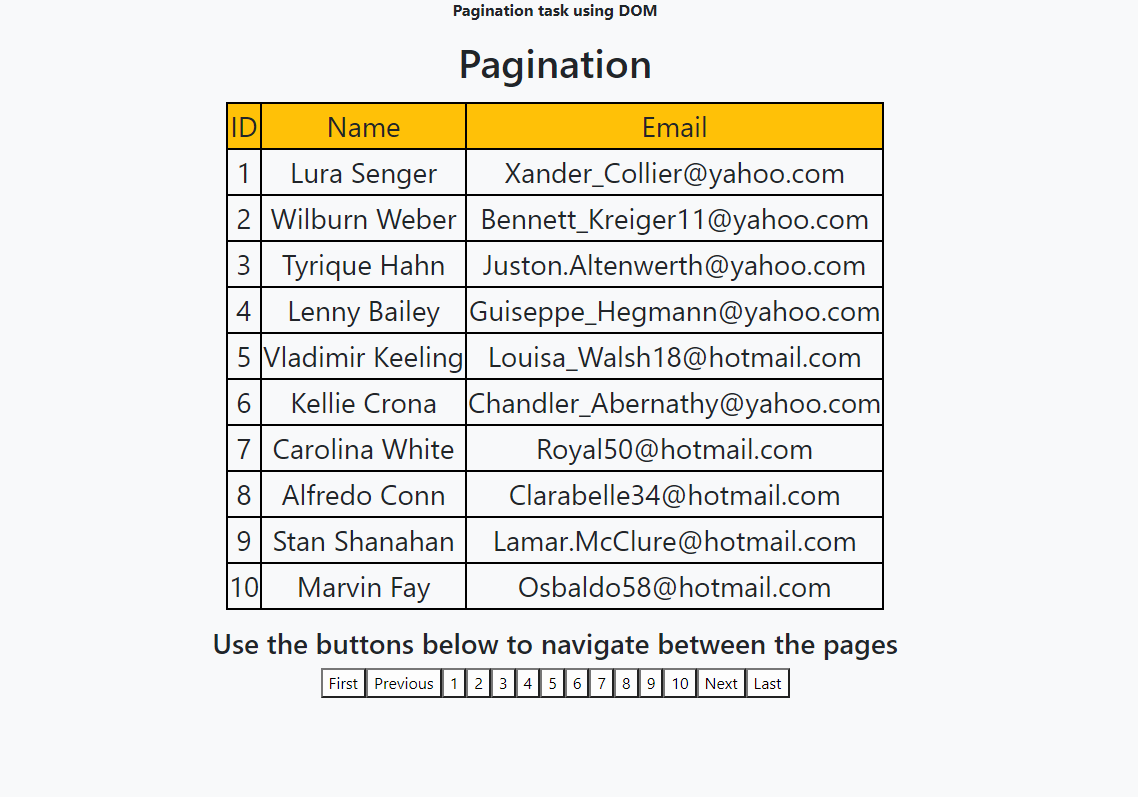 Pagination task using DOM
Pagination
ID Name Email
1 Lura Senger Xander_Collier@yahoo.com
2 Wilburn Weber Bennett_Kreiger11@yahoo.com
3 Tyrique Hahn Juston.Altenwerth@yahoo.com
4 Lenny Bailey Guiseppe_Hegmann@yahoo.com
5 Vladimir Keeling Louisa_Walsh18@hotmail.com
6 Kellie Crona Chandler_Abernathy@yahoo.com
7 Carolina White Royal50@hotmail.com
8 Alfredo Conn Clarabelle34@hotmail.com
9 Stan Shanahan Lamar.McClure@hotmail.com
10 Marvin Fay Osbaldo58@hotmail.com
Use the buttons below to navigate between the pages
First Previous 1 2 3 4 5 6 7 8 9 10 Next Last